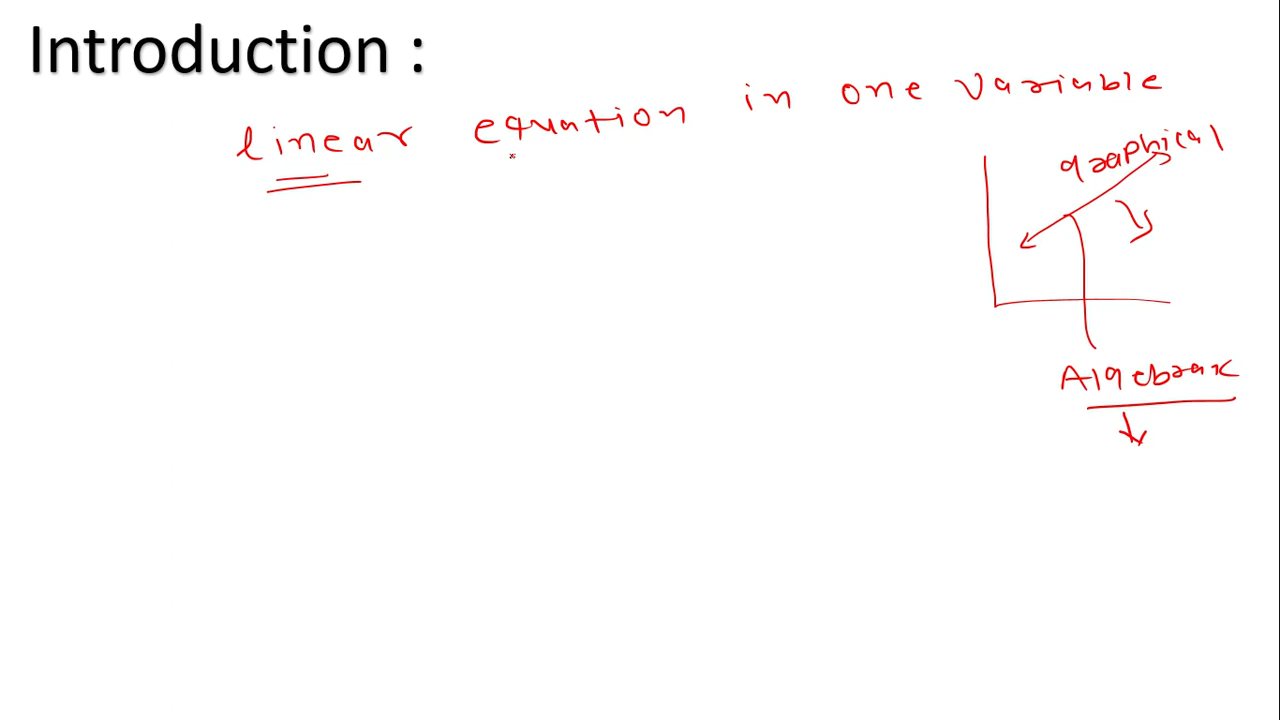 Introduction :
linear equation in one variable
graphical
Algebraic